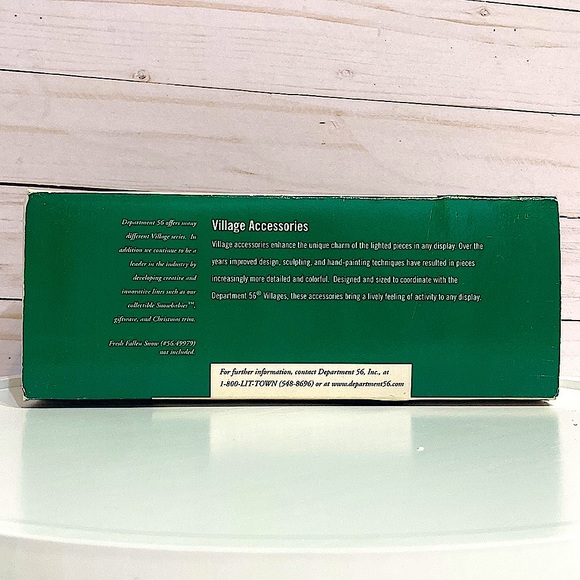 Department 56 offers many
different Village series. In
addition we continue to be a
leader in the industry by
developing creative and
innovative lines such as our
collectible Snowbabies™,
giftware, and Christmas trim.
Fresh Fallen Snow (#56.49979)
not included.
Village Accessories
Village accessories enhance the unique charm of the lighted pieces in any display. Over the
years improved design, sculpting, and hand-painting techniques have resulted in pieces
increasingly more detailed and colorful. Designed and sized to coordinate with the
Department 56® Villages, these accessories bring a lively feeling of activity to any display.
For further information, contact Department 56, Inc., at
1-800-LIT-TOWN (548-8696) or at www.department56.com